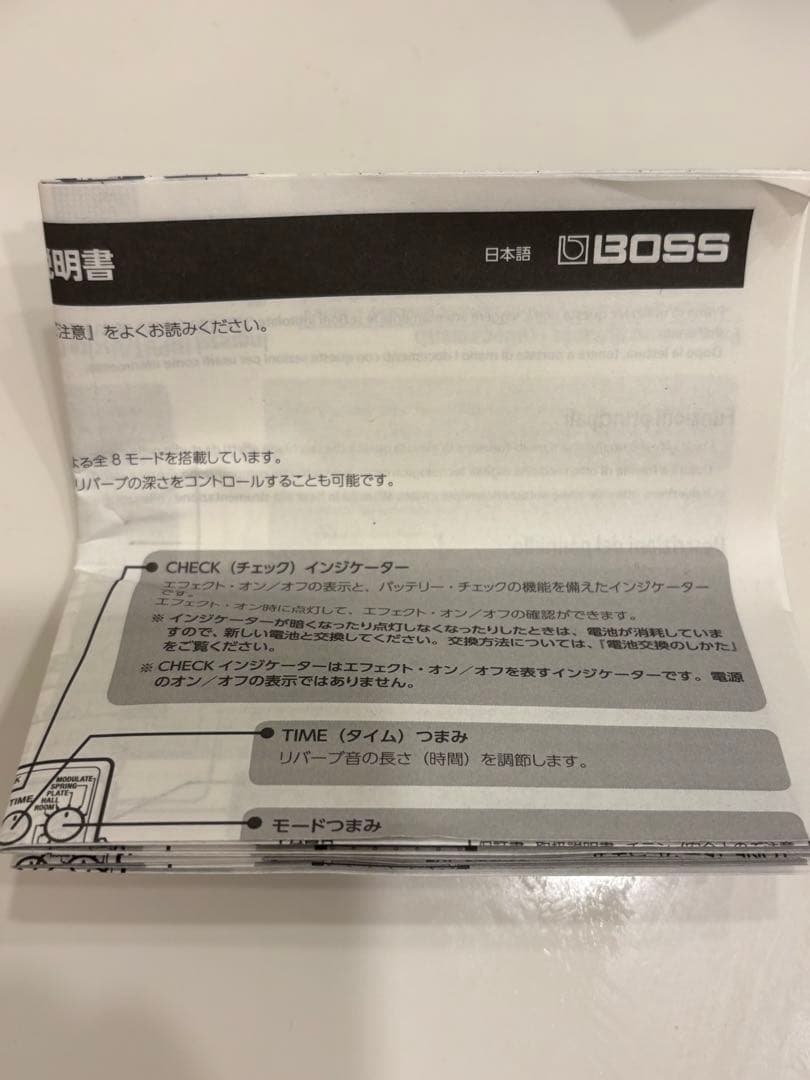 明書
日本語 BOSS
注意』をよくお読みください。
よる全8モードを搭載しています。
リバーブの深さをコントロールすることも可能です。
CHECK（チェック）インジケーター
エフェクト・オン／オフの表示と、バッテリー・チェックの機能を備えたインジケーター
です。
エフェクト・オン時に点灯して、エフェクト・オン／オフの確認ができます。
※ インジケーターが暗くなったり点灯しなくなったりしたときは、電池が消耗していま
すので、新しい電池と交換してください。交換方法については、『電池交換のしかた』
をご覧ください。
※ CHECK インジケーターはエフェクト・オン／オフを表すインジケーターです。電源
のオン／オフの表示ではありません。
TIME（タイム）つまみ
リバーブ音の長さ（時間）を調節します。
MODULATE
SPRING
PLATE
TIME HALL
ROOM
モードつまみ